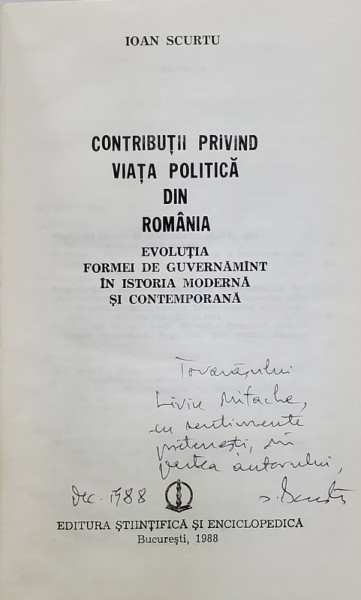 IOAN SCURTU
CONTRIBUȚII PRIVIND
VIAȚA POLITICĂ
DIN
ROMÂNIA
EVOLUȚIA
FORMEI DE GUVERNĂMÎNT
ÎN ISTORIA MODERNĂ
ȘI CONTEMPORANĂ
Tovarășului
Liviu Mitache,
cu sentimente
prietenești, din
partea autorului,
dec. 1988
I. Scurtu
EDITURA ȘTIINȚIFICĂ ȘI ENCICLOPEDICĂ
București, 1988